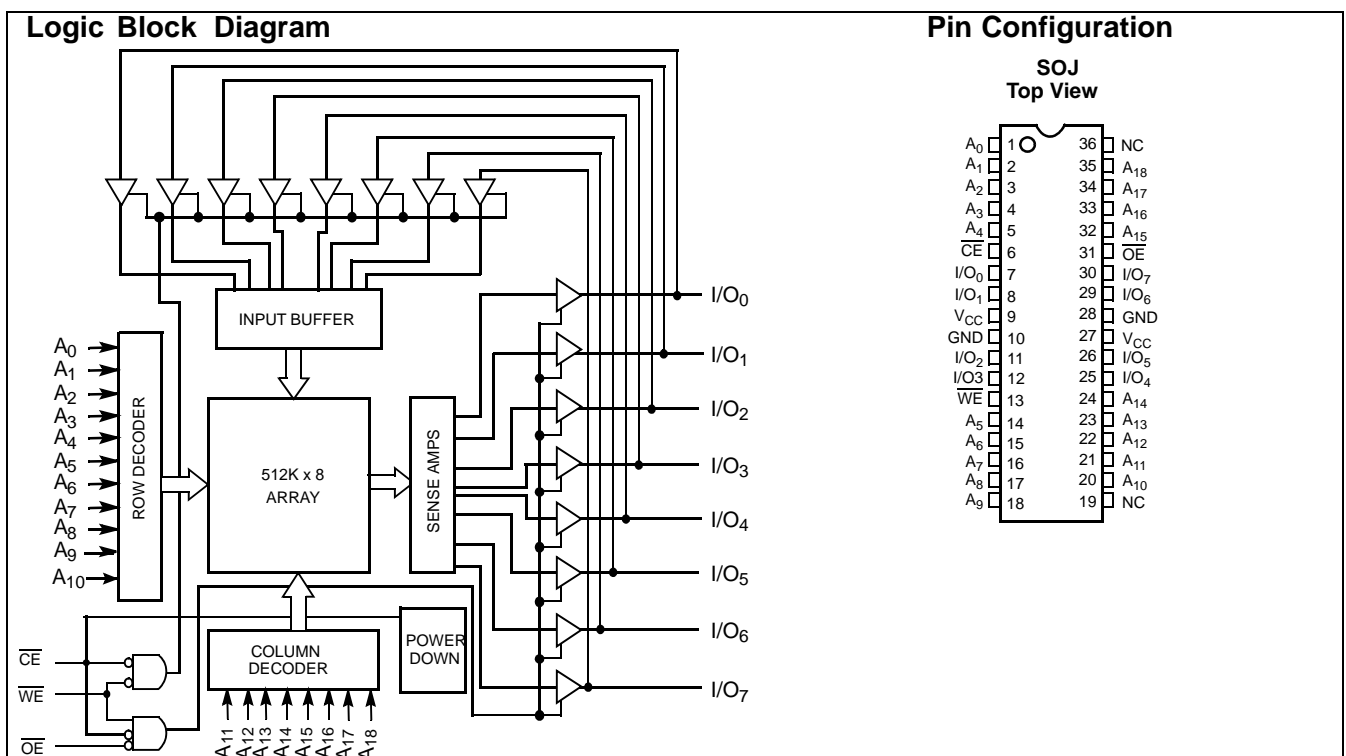 Logic Block Diagram
INPUT BUFFER
A0
A1
A2
A3
A4
A5
A6
A7
A8
A9
A10
ROW DECODER
512K x 8
ARRAY
SENSE AMPS
I/O0
I/O1
I/O2
I/O3
I/O4
I/O5
I/O6
I/O7
COLUMN
DECODER
POWER
DOWN
CE
WE
OE
A11
A12
A13
A14
A15
A16
A17
A18
Pin Configuration
SOJ
Top View
A0 1 36 NC
A1 2 35 A18
A2 3 34 A17
A3 4 33 A16
A4 5 32 A15
CE 6 31 OE
I/O0 7 30 I/O7
I/O1 8 29 I/O6
VCC 9 28 GND
GND 10 27 VCC
I/O2 11 26 I/O5
I/O3 12 25 I/O4
WE 13 24 A14
A5 14 23 A13
A6 15 22 A12
A7 16 21 A11
A8 17 20 A10
A9 18 19 NC